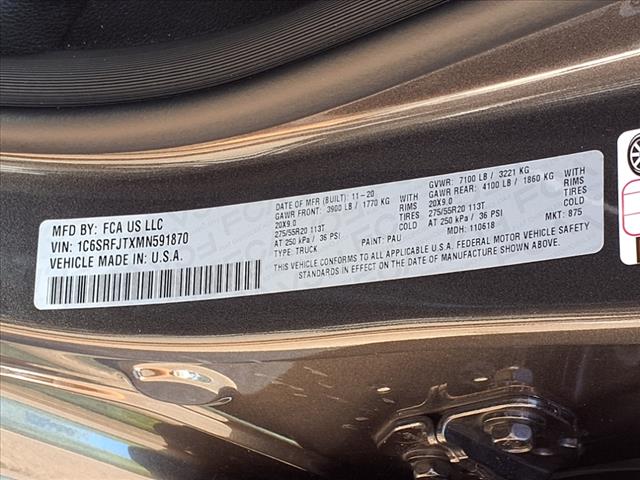 MFD BY: FCA US LLC
VIN: 1C6SRFJTXMN591870
VEHICLE MADE IN: U.S.A.
DATE OF MFR (BUILT): 11-20
GAWR FRONT: 3900 LB / 1770 KG WITH
20X9.0 RIMS
275/55R20 113T TIRES
AT 250 kPa / 36 PSI COLD
TYPE: TRUCK PAINT: PAU
GVWR: 7100 LB / 3221 KG
GAWR REAR: 4100 LB / 1860 KG WITH
20X9.0 RIMS
275/55R20 113T TIRES
AT 250 kPa / 36 PSI COLD
MDH: 110618 MKT: 875
THIS VEHICLE CONFORMS TO ALL APPLICABLE U.S.A. FEDERAL MOTOR VEHICLE SAFETY
STANDARDS IN EFFECT ON THE DATE OF MANUFACTURE SHOWN ABOVE.